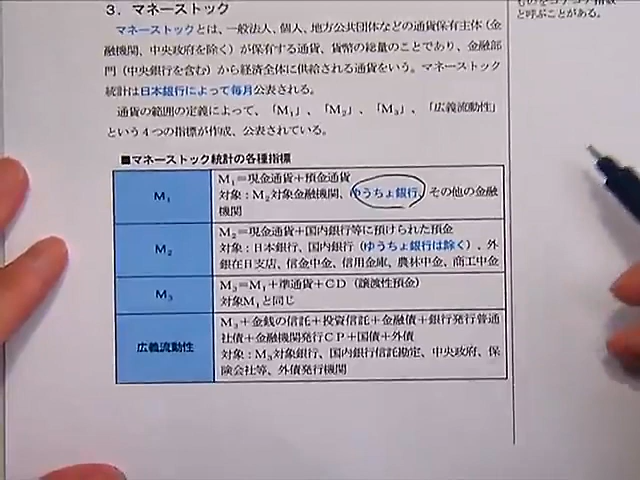 ものをコアコア指数
と呼ぶことがある。
3．マネーストック
マネーストックとは、一般法人、個人、地方公共団体などの通貨保有主体（金
融機関、中央政府を除く）が保有する通貨、貨幣の総量のことであり、金融部
門（中央銀行を含む）から経済全体に供給される通貨をいう。マネーストック
統計は日本銀行によって毎月公表される。
通貨の範囲の定義によって、「M₁」、「M₂」、「M₃」、「広義流動性」
という４つの指標が作成、公表されている。
■マネーストック統計の各種指標
M₁
M₁＝現金通貨＋預金通貨
対象：M₂対象金融機関、ゆうちょ銀行、その他の金融
機関
M₂
M₂＝現金通貨＋国内銀行等に預けられた預金
対象：日本銀行、国内銀行（ゆうちょ銀行は除く）、外
銀在日支店、信金中金、信用金庫、農林中金、商工中金
M₃
M₃＝M₁＋準通貨＋CD（譲渡性預金）
対象M₁と同じ
広義流動性
M₃＋金銭の信託＋投資信託＋金融債＋銀行発行普通
社債＋金融機関発行CP＋国債＋外債
対象：M₃対象銀行、国内銀行信託勘定、中央政府、保
険会社等、外債発行機関